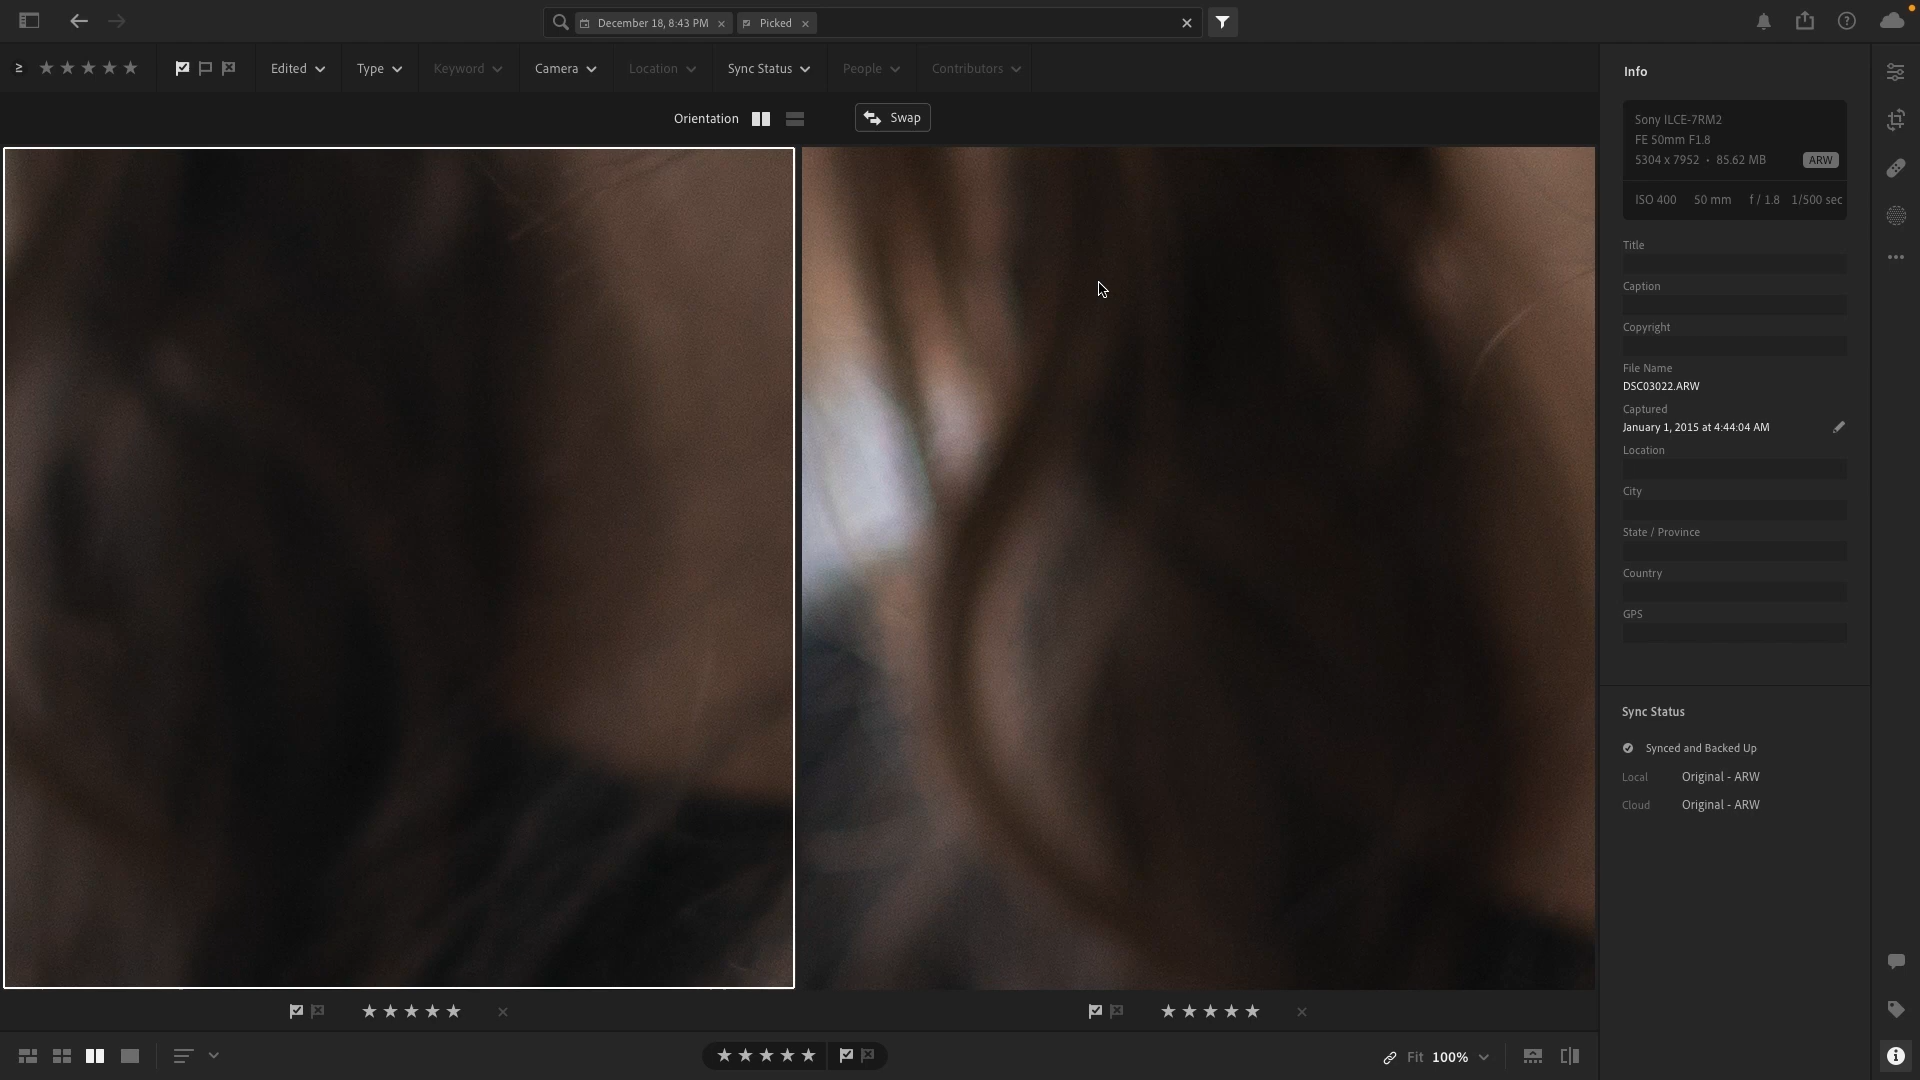 December 18, 8:43 PM
Picked
≥
Edited
Type
Keyword
Camera
Location
Sync Status
People
Contributors
Orientation
Swap
Info
Sony ILCE-7RM2
FE 50mm F1.8
5304 x 7952 • 85.62 MB ARW
ISO 400 50 mm f / 1.8 1/500 sec
Title
Caption
Copyright
File Name
DSC03022.ARW
Captured
January 1, 2015 at 4:44:04 AM
Location
City
State / Province
Country
GPS
Sync Status
Synced and Backed Up
Local Original - ARW
Cloud Original - ARW
Fit 100%